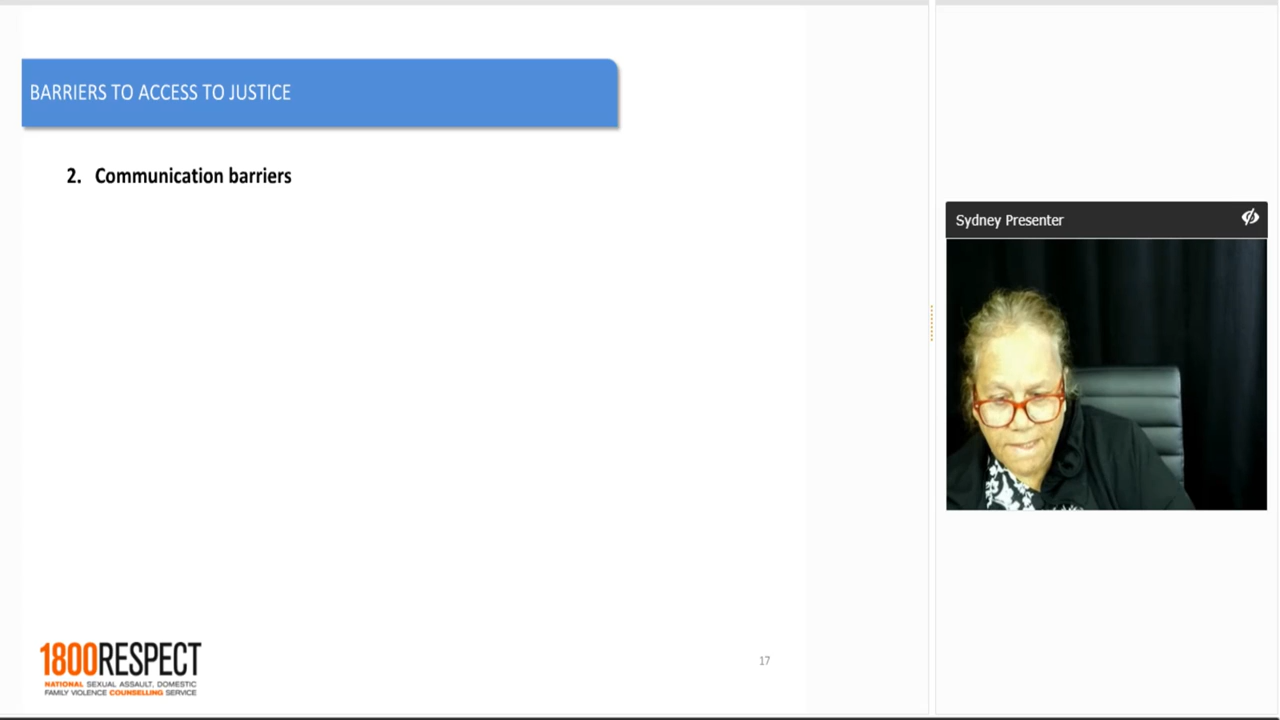 BARRIERS TO ACCESS TO JUSTICE
2. Communication barriers
Sydney Presenter
1800RESPECT
NATIONAL SEXUAL ASSAULT, DOMESTIC
FAMILY VIOLENCE COUNSELLING SERVICE
17